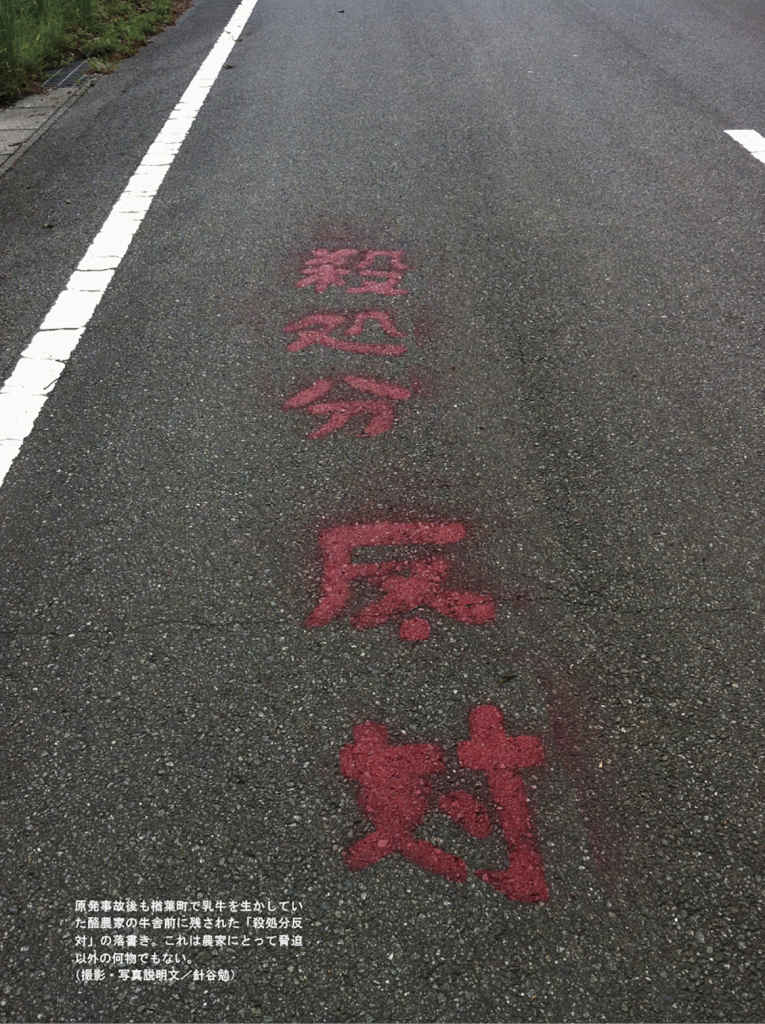 殺処分
反対
原発事故後も楢葉町で乳牛を生かしてい
た酪農家の牛舎前に残された「殺処分反
対」の落書き。これは農家にとって脅迫
以外の何物でもない。
（撮影・写真説明文／針谷勉）